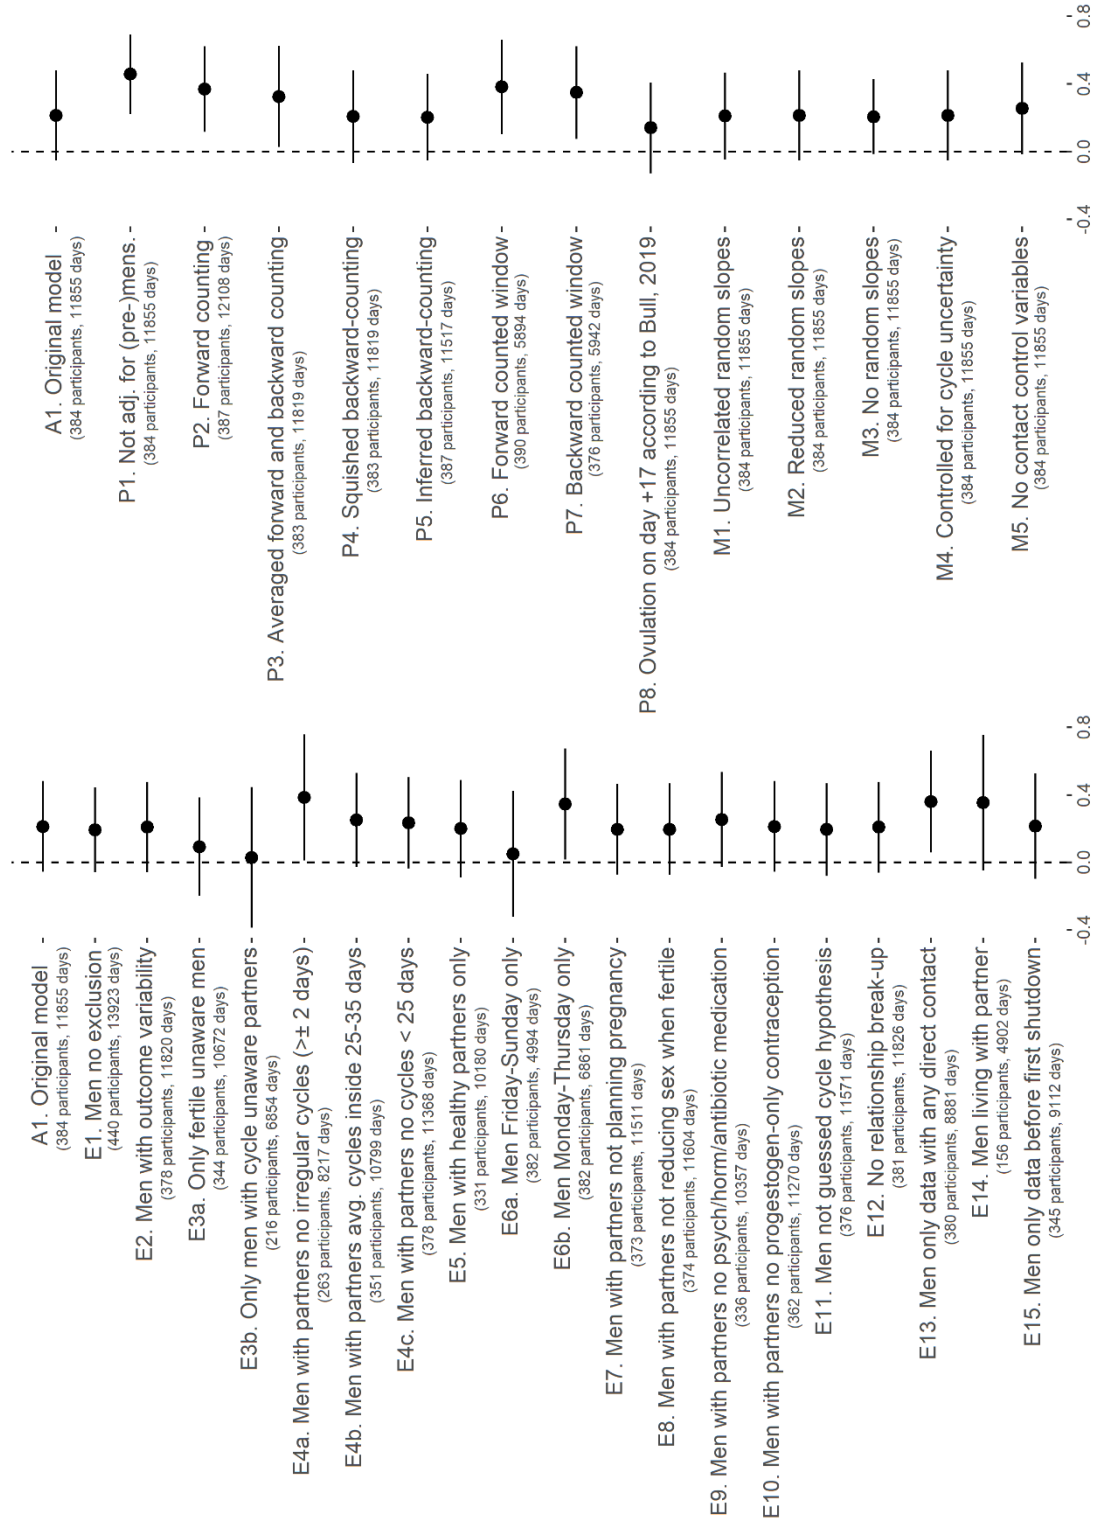 A1. Original model
(384 participants, 11855 days)
E1. Men no exclusion
(440 participants, 13923 days)
E2. Men with outcome variability
(378 participants, 11820 days)
E3a. Only fertile unaware men
(344 participants, 10672 days)
E3b. Only men with cycle unaware partners
(216 participants, 6854 days)
E4a. Men with partners no irregular cycles (>± 2 days)
(263 participants, 8217 days)
E4b. Men with partners avg. cycles inside 25-35 days
(351 participants, 10799 days)
E4c. Men with partners no cycles < 25 days
(378 participants, 11368 days)
E5. Men with healthy partners only
(331 participants, 10180 days)
E6a. Men Friday-Sunday only
(382 participants, 4994 days)
E6b. Men Monday-Thursday only
(382 participants, 6861 days)
E7. Men with partners not planning pregnancy
(373 participants, 11511 days)
E8. Men with partners not reducing sex when fertile
(374 participants, 11604 days)
E9. Men with partners no psych/horm/antibiotic medication
(336 participants, 10357 days)
E10. Men with partners no progestogen-only contraception
(362 participants, 11270 days)
E11. Men not guessed cycle hypothesis
(376 participants, 11571 days)
E12. No relationship break-up
(381 participants, 11826 days)
E13. Men only data with any direct contact
(380 participants, 8881 days)
E14. Men living with partner
(156 participants, 4902 days)
E15. Men only data before first shutdown
(345 participants, 9112 days)
-0.4 0.0 0.4 0.8
A1. Original model
(384 participants, 11855 days)
P1. Not adj. for (pre-)mens.
(384 participants, 11855 days)
P2. Forward counting
(387 participants, 12108 days)
P3. Averaged forward and backward counting
(383 participants, 11819 days)
P4. Squished backward-counting
(383 participants, 11819 days)
P5. Inferred backward-counting
(387 participants, 11517 days)
P6. Forward counted window
(390 participants, 5894 days)
P7. Backward counted window
(376 participants, 5942 days)
P8. Ovulation on day +17 according to Bull, 2019
(384 participants, 11855 days)
M1. Uncorrelated random slopes
(384 participants, 11855 days)
M2. Reduced random slopes
(384 participants, 11855 days)
M3. No random slopes
(384 participants, 11855 days)
M4. Controlled for cycle uncertainty
(384 participants, 11855 days)
M5. No contact control variables
(384 participants, 11855 days)
-0.4 0.0 0.4 0.8